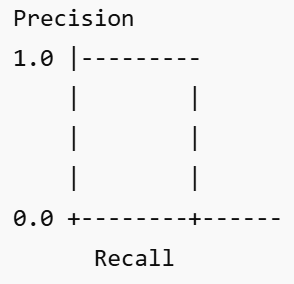 Precision
1.0 |---------
    |        |
    |        |
    |        |
0.0 +--------+------
      Recall